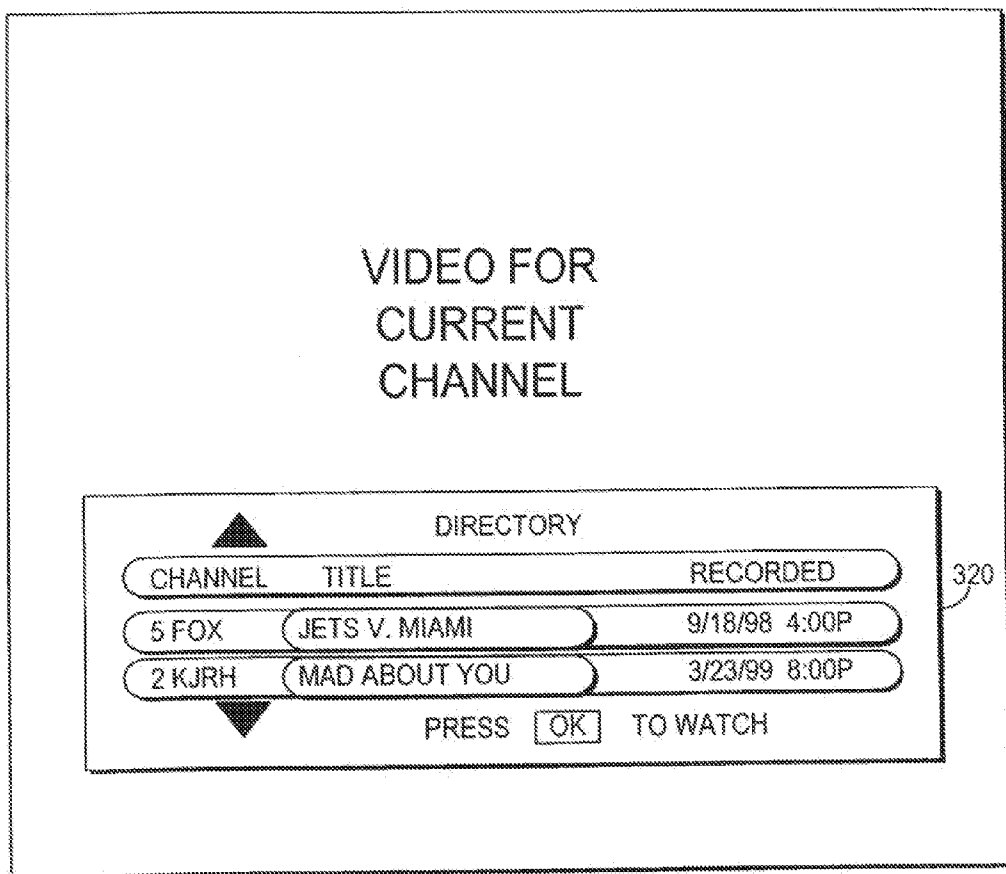 VIDEO FOR
CURRENT
CHANNEL
DIRECTORY
CHANNEL TITLE RECORDED
320
5 FOX JETS V. MIAMI 9/18/98 4:00P
2 KJRH MAD ABOUT YOU 3/23/99 8:00P
PRESS OK TO WATCH